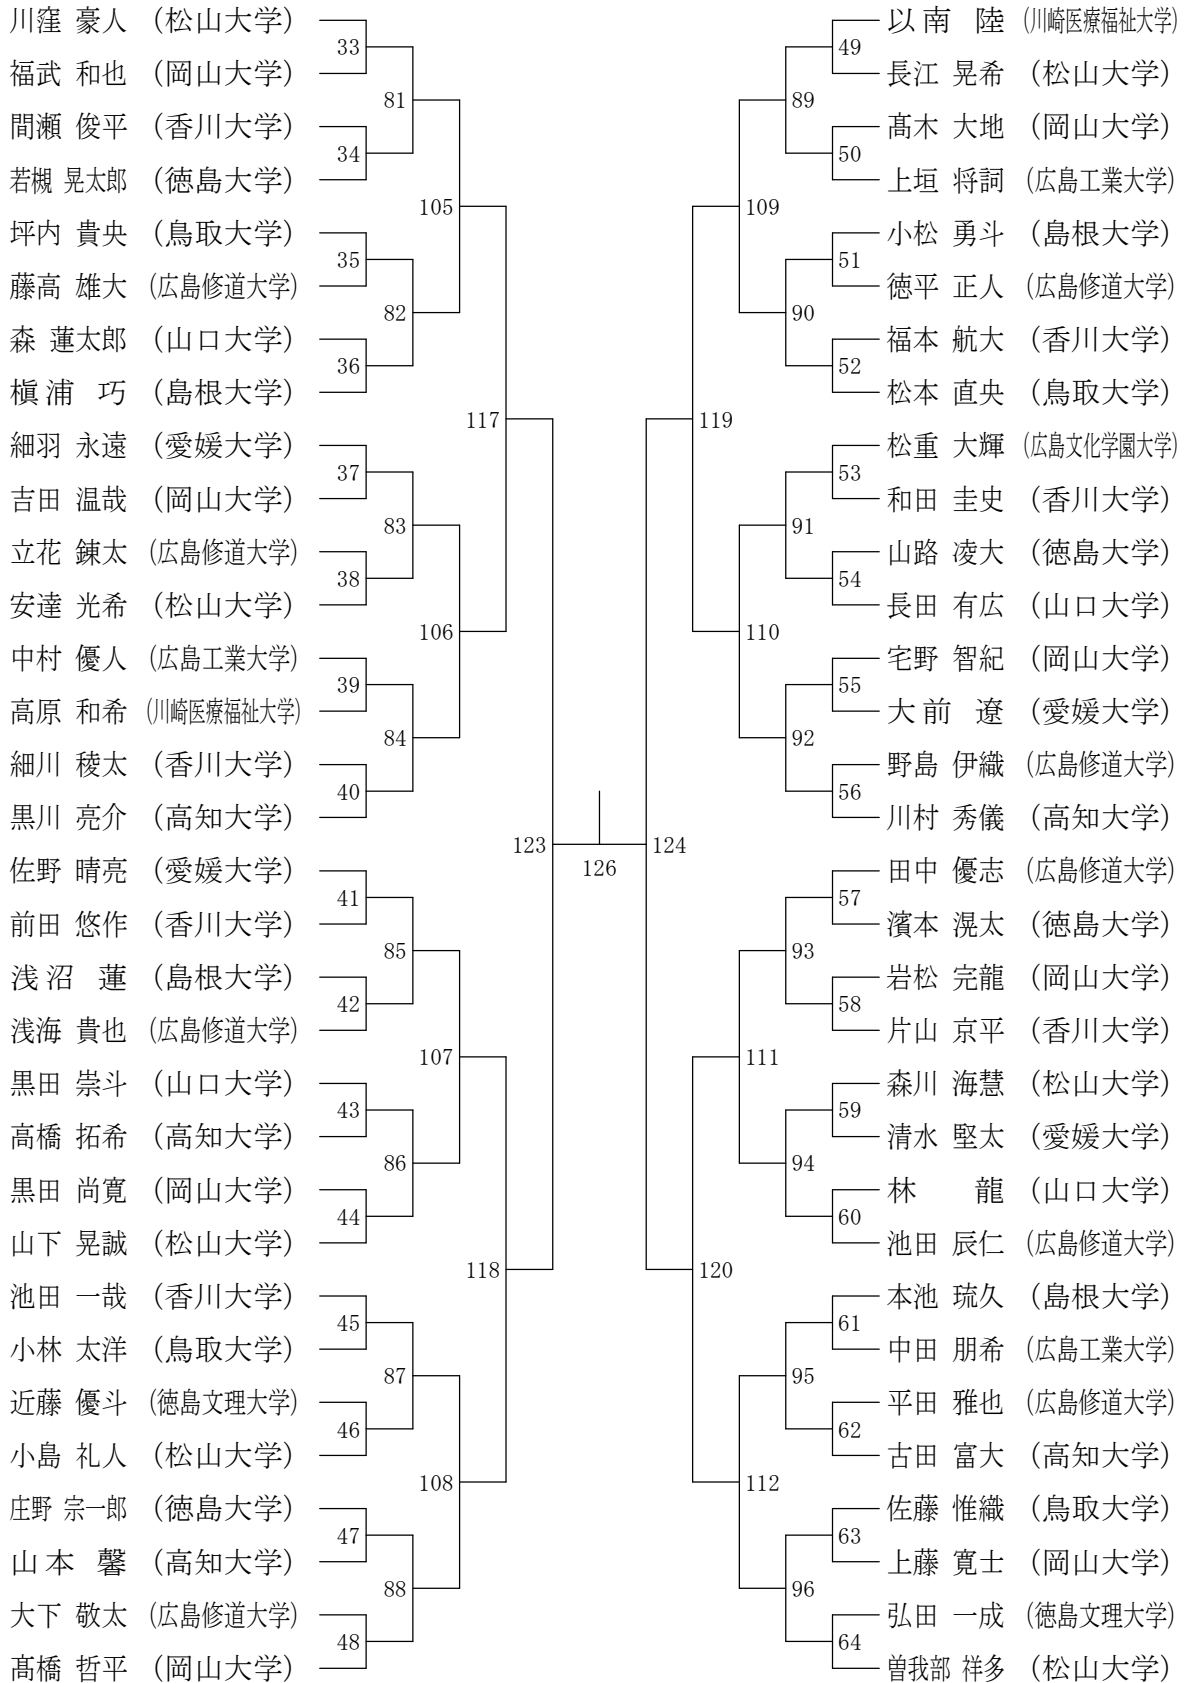 川窪 豪人 (松山大学)
33
福武 和也 (岡山大学)
81
間瀬 俊平 (香川大学)
34
若槻 晃太郎 (徳島大学)
105
坪内 貴央 (鳥取大学)
35
藤高 雄大 (広島修道大学)
82
森 蓮太郎 (山口大学)
36
槇浦 巧 (島根大学)
117
細羽 永遠 (愛媛大学)
37
吉田 温哉 (岡山大学)
83
立花 錬太 (広島修道大学)
38
安達 光希 (松山大学)
106
中村 優人 (広島工業大学)
39
高原 和希 (川崎医療福祉大学)
84
細川 稜太 (香川大学)
40
黒川 亮介 (高知大学)
123
佐野 晴亮 (愛媛大学)
41
前田 悠作 (香川大学)
85
浅沼 蓮 (島根大学)
42
浅海 貴也 (広島修道大学)
107
黒田 崇斗 (山口大学)
43
高橋 拓希 (高知大学)
86
黒田 尚寛 (岡山大学)
44
山下 晃誠 (松山大学)
118
池田 一哉 (香川大学)
45
小林 太洋 (鳥取大学)
87
近藤 優斗 (徳島文理大学)
46
小島 礼人 (松山大学)
108
庄野 宗一郎 (徳島大学)
47
山本 馨 (高知大学)
88
大下 敬太 (広島修道大学)
48
髙橋 哲平 (岡山大学)
126
以南 陸 (川崎医療福祉大学)
49
長江 晃希 (松山大学)
89
髙木 大地 (岡山大学)
50
上垣 将詞 (広島工業大学)
109
小松 勇斗 (島根大学)
51
徳平 正人 (広島修道大学)
90
福本 航大 (香川大学)
52
松本 直央 (鳥取大学)
119
松重 大輝 (広島文化学園大学)
53
和田 圭史 (香川大学)
91
山路 凌大 (徳島大学)
54
長田 有広 (山口大学)
110
宅野 智紀 (岡山大学)
55
大前 遼 (愛媛大学)
92
野島 伊織 (広島修道大学)
56
川村 秀儀 (高知大学)
124
田中 優志 (広島修道大学)
57
濱本 滉太 (徳島大学)
93
岩松 完龍 (岡山大学)
58
片山 京平 (香川大学)
111
森川 海慧 (松山大学)
59
清水 堅太 (愛媛大学)
94
林 龍 (山口大学)
60
池田 辰仁 (広島修道大学)
120
本池 琉久 (島根大学)
61
中田 朋希 (広島工業大学)
95
平田 雅也 (広島修道大学)
62
古田 富大 (高知大学)
112
佐藤 惟織 (鳥取大学)
63
上藤 寛士 (岡山大学)
96
弘田 一成 (徳島文理大学)
64
曽我部 祥多 (松山大学)